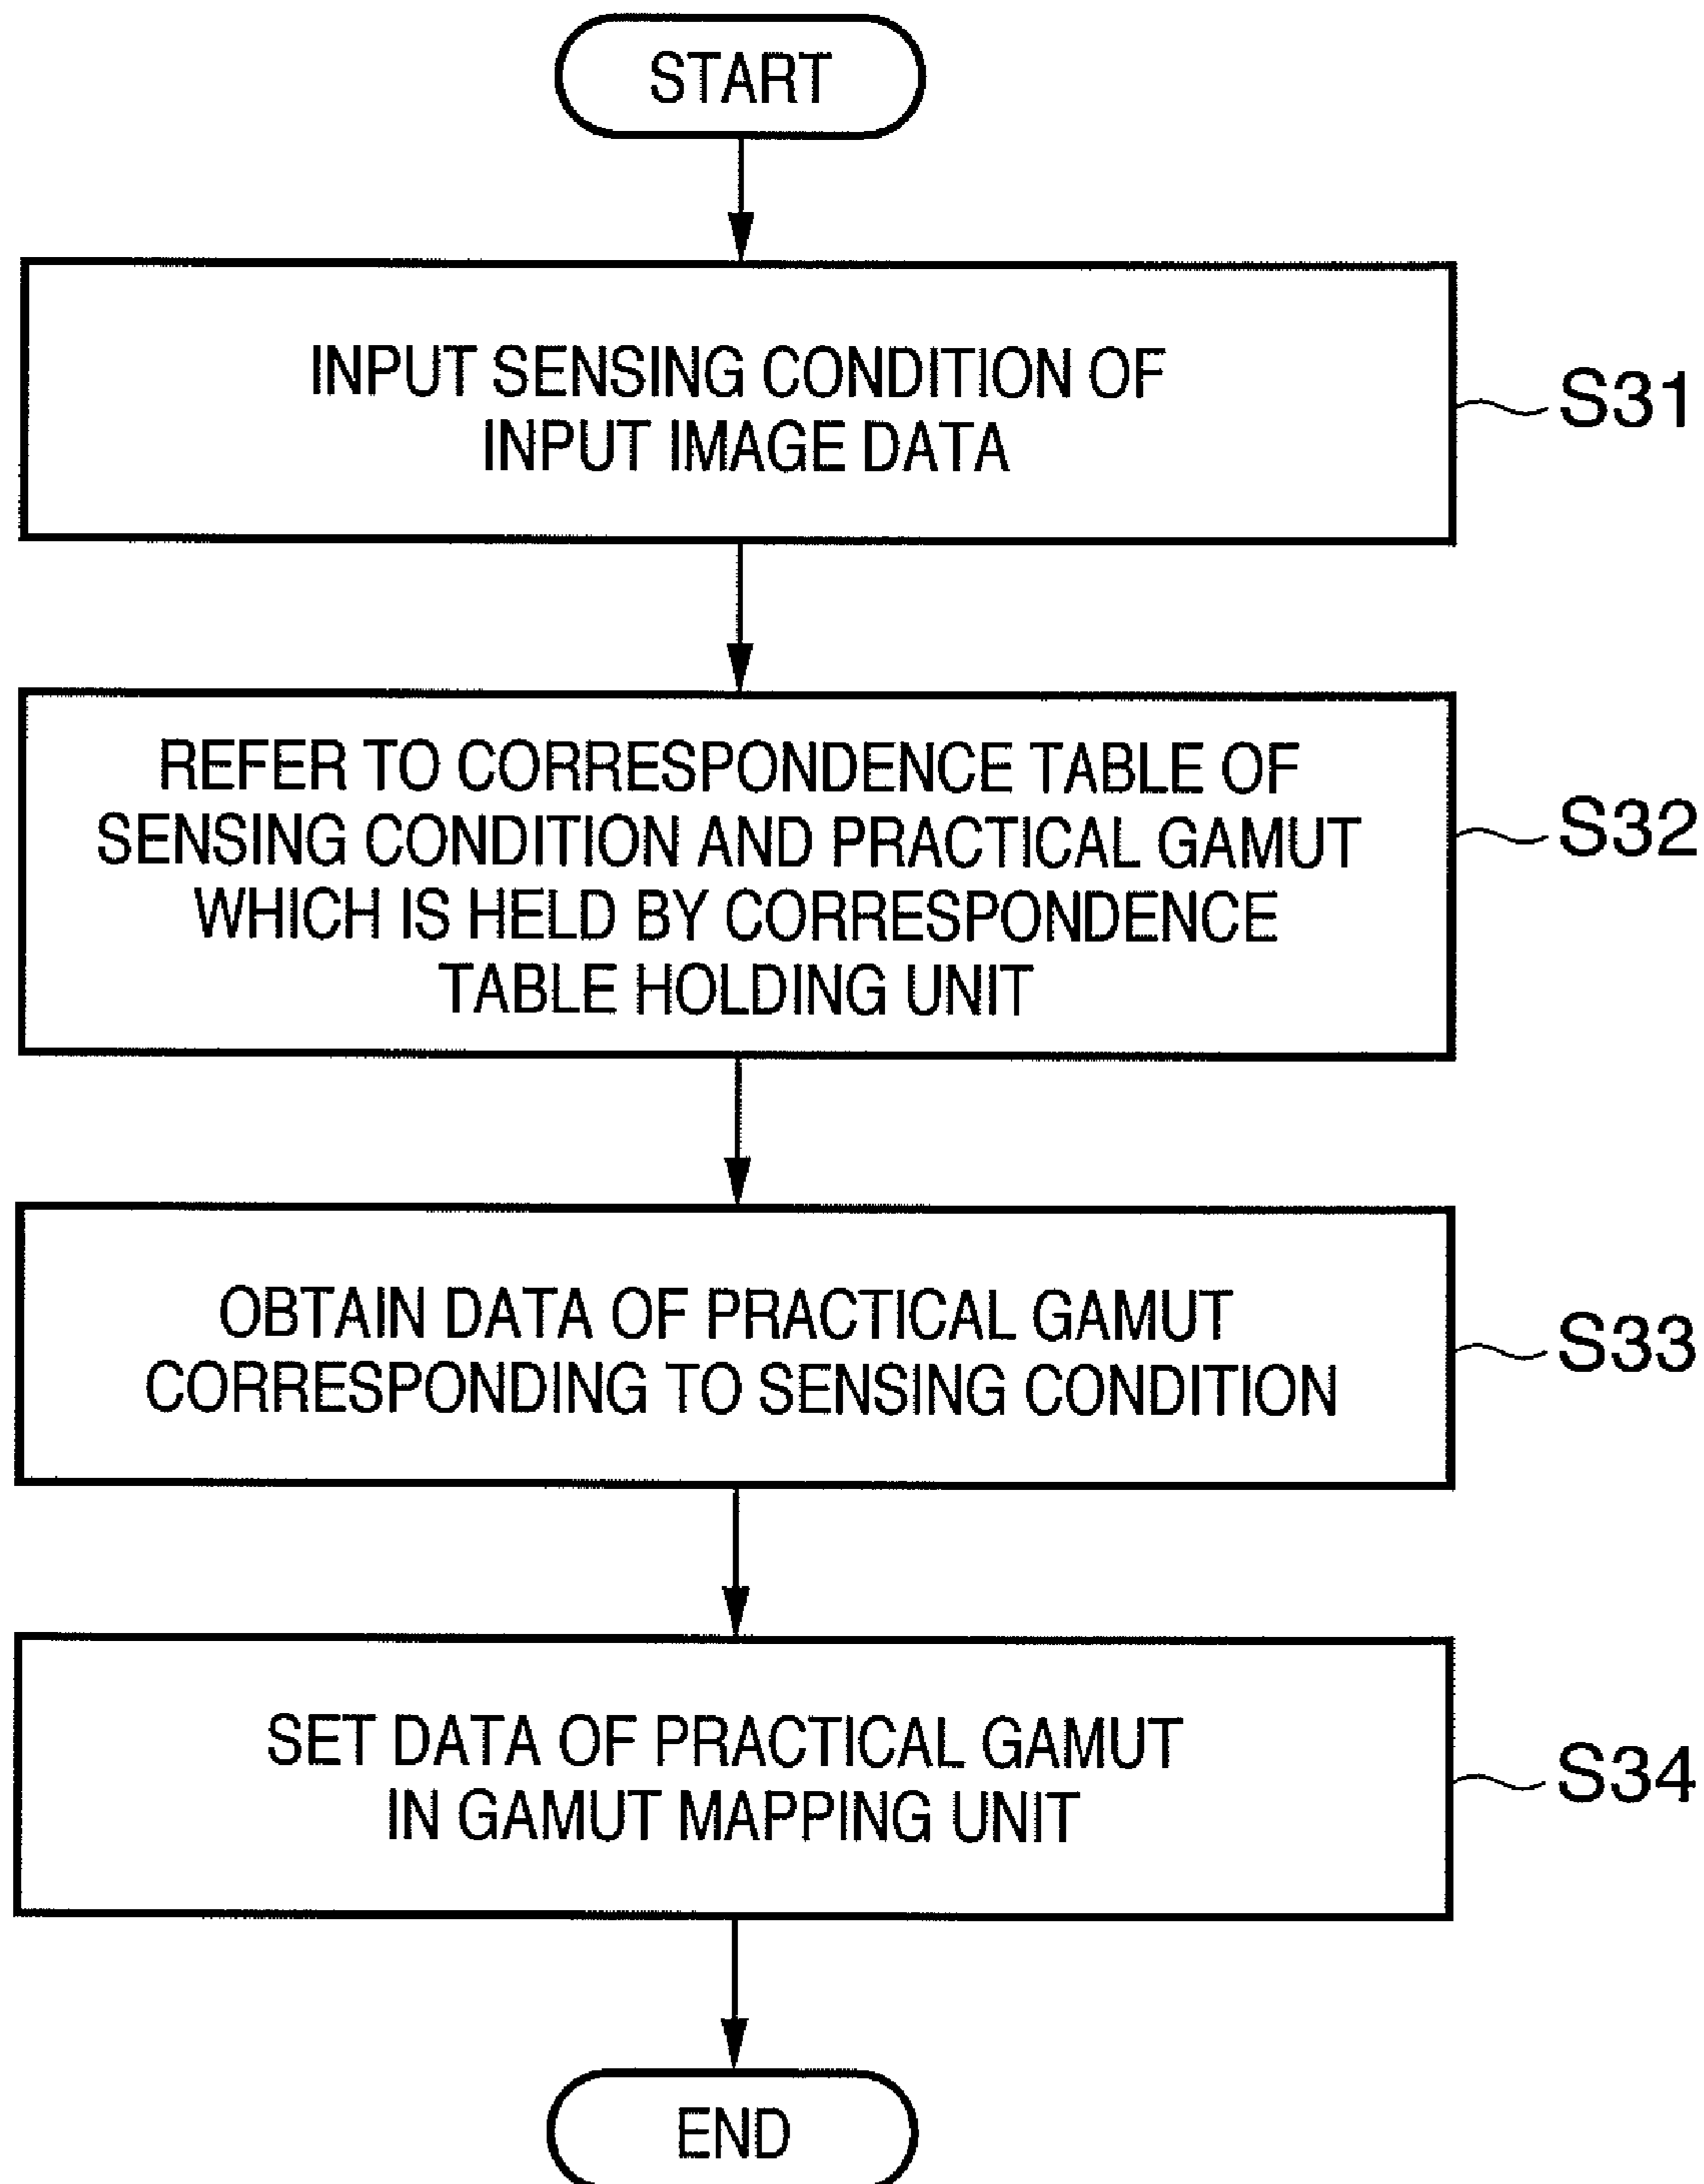 START
INPUT SENSING CONDITION OF
INPUT IMAGE DATA
S31
REFER TO CORRESPONDENCE TABLE OF
SENSING CONDITION AND PRACTICAL GAMUT
WHICH IS HELD BY CORRESPONDENCE
TABLE HOLDING UNIT
S32
OBTAIN DATA OF PRACTICAL GAMUT
CORRESPONDING TO SENSING CONDITION
S33
SET DATA OF PRACTICAL GAMUT
IN GAMUT MAPPING UNIT
S34
END